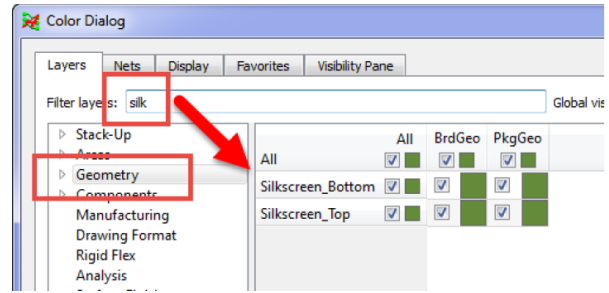 Color Dialog
Layers Nets Display Favorites Visibility Pane
Filter layers: silk Global vis
Stack-Up
Areas
Geometry
Components
Manufacturing
Drawing Format
Rigid Flex
Analysis
All BrdGeo PkgGeo
All
Silkscreen_Bottom
Silkscreen_Top